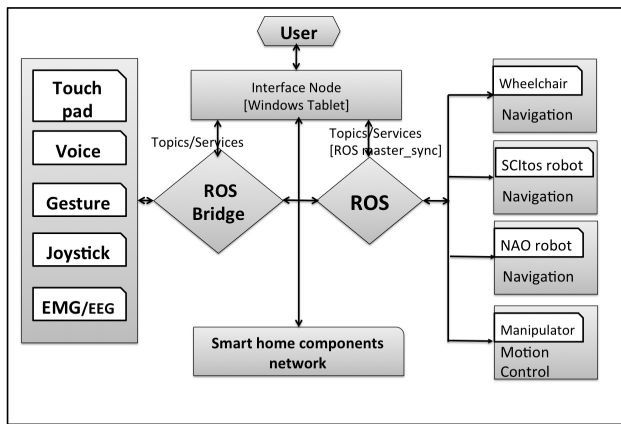 User
Interface Node
[Windows Tablet]
Touch
pad
Voice
Gesture
Joystick
EMG/EEG
Topics/Services
ROS
Bridge
Topics/Services
[ROS master_sync]
ROS
Smart home components
network
Wheelchair
Navigation
SCItos robot
Navigation
NAO robot
Navigation
Manipulator
Motion
Control